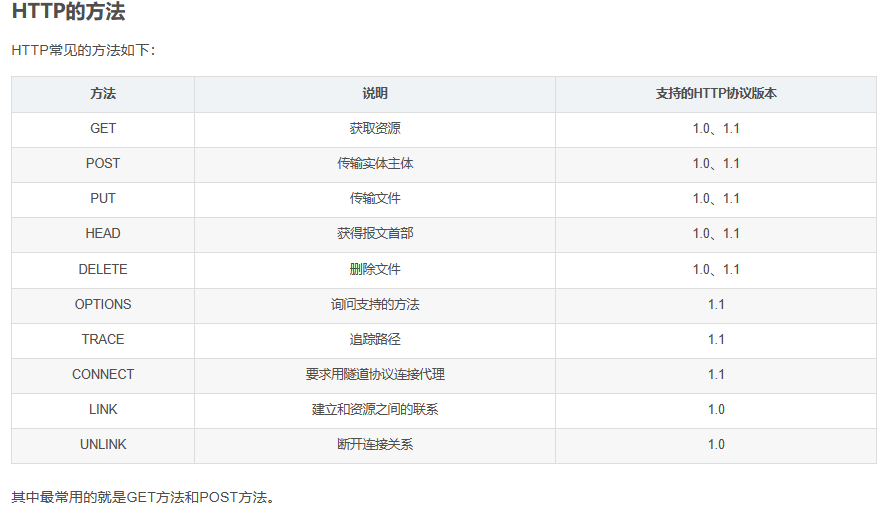 HTTP的方法
HTTP常见的方法如下：
方法 说明 支持的HTTP协议版本
GET 获取资源 1.0、1.1
POST 传输实体主体 1.0、1.1
PUT 传输文件 1.0、1.1
HEAD 获得报文首部 1.0、1.1
DELETE 删除文件 1.0、1.1
OPTIONS 询问支持的方法 1.1
TRACE 追踪路径 1.1
CONNECT 要求用隧道协议连接代理 1.1
LINK 建立和资源之间的联系 1.0
UNLINK 断开连接关系 1.0
其中最常用的就是GET方法和POST方法。